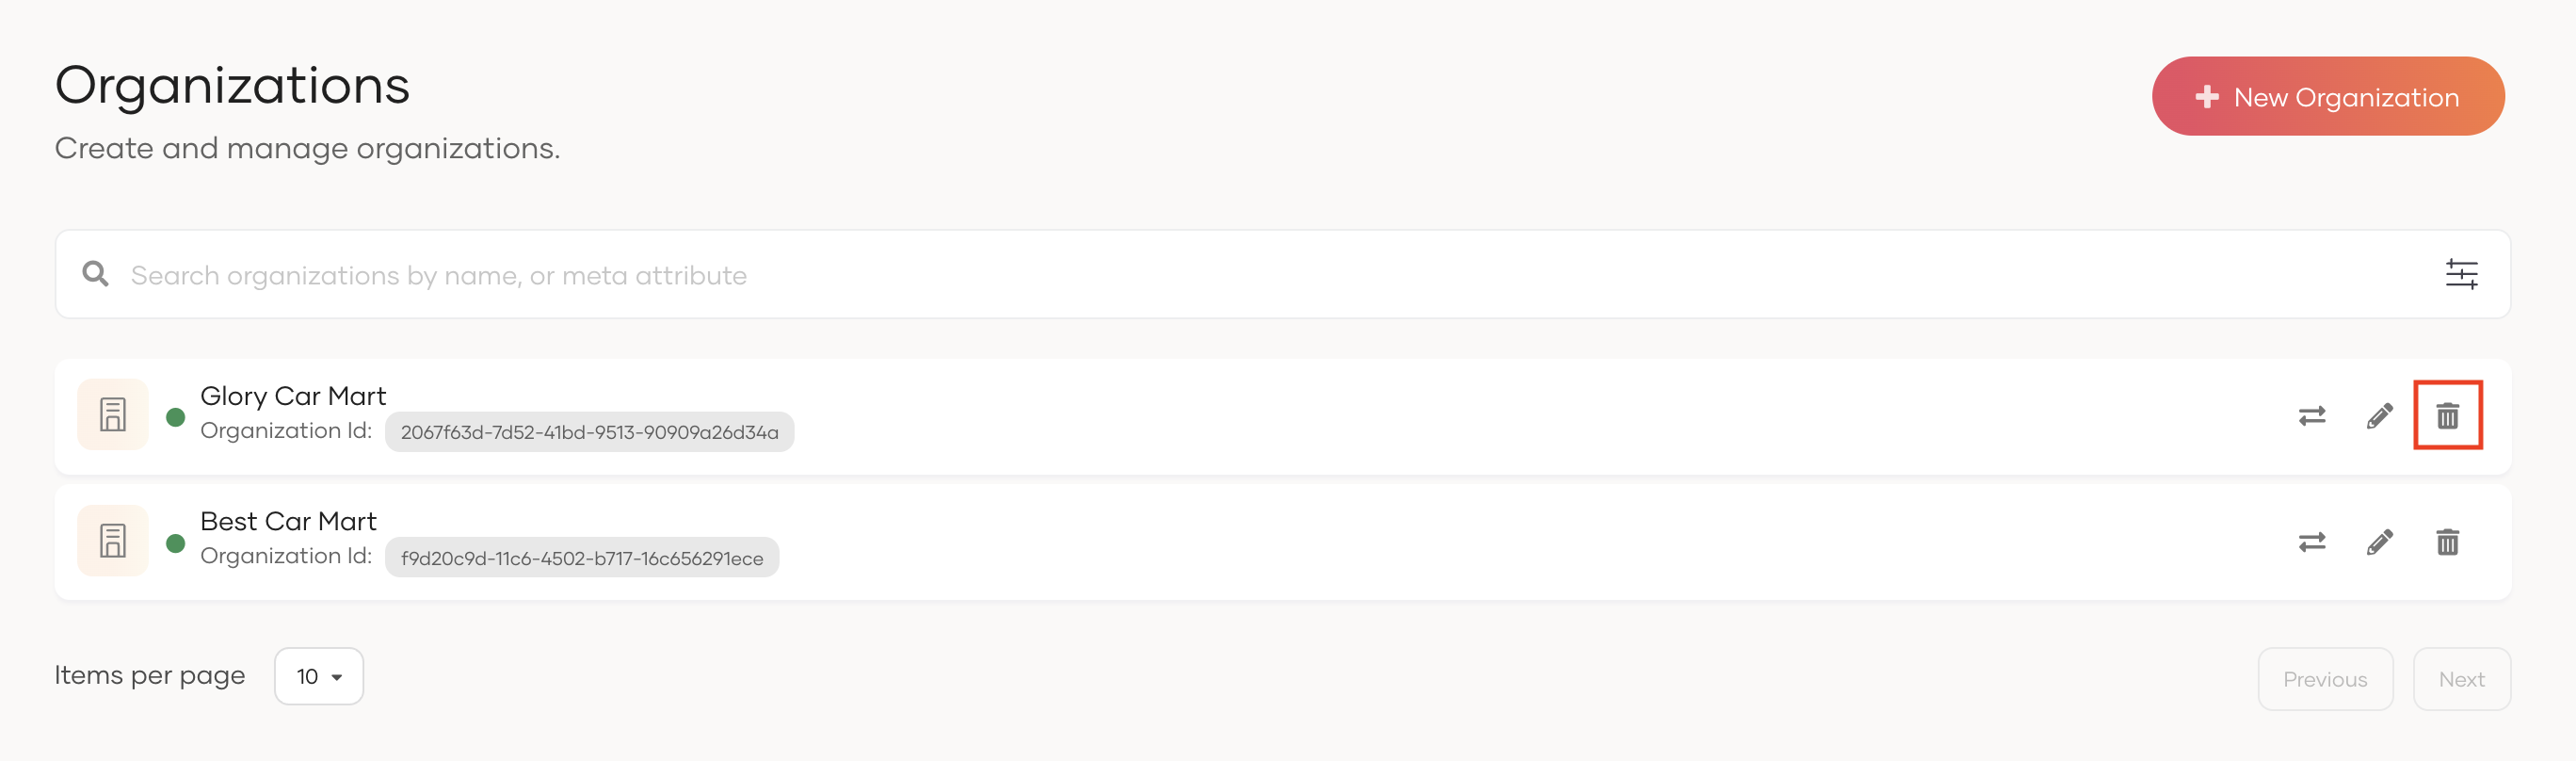 Organizations
New Organization
Create and manage organizations.
Search organizations by name, or meta attribute
Glory Car Mart
Organization Id: 2067f63d-7d52-41bd-9513-90909a26d34a
Best Car Mart
Organization Id: f9d20c9d-11c6-4502-b717-16c656291ece
Items per page 10
Previous Next